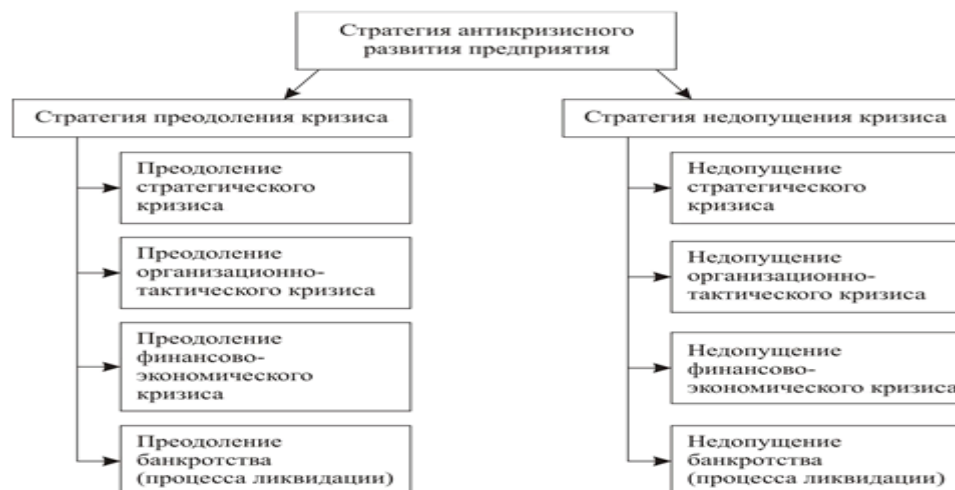 Стратегия антикризисного
развития предприятия
Стратегия преодоления кризиса
Стратегия недопущения кризиса
Преодоление
стратегического
кризиса
Преодоление
организационно-
тактического кризиса
Преодоление
финансово-
экономического
кризиса
Преодоление
банкротства
(процесса ликвидации)
Недопущение
стратегического
кризиса
Недопущение
организационно-
тактического кризиса
Недопущение
финансово-
экономического кризиса
Недопущение
банкротства
(процесса ликвидации)